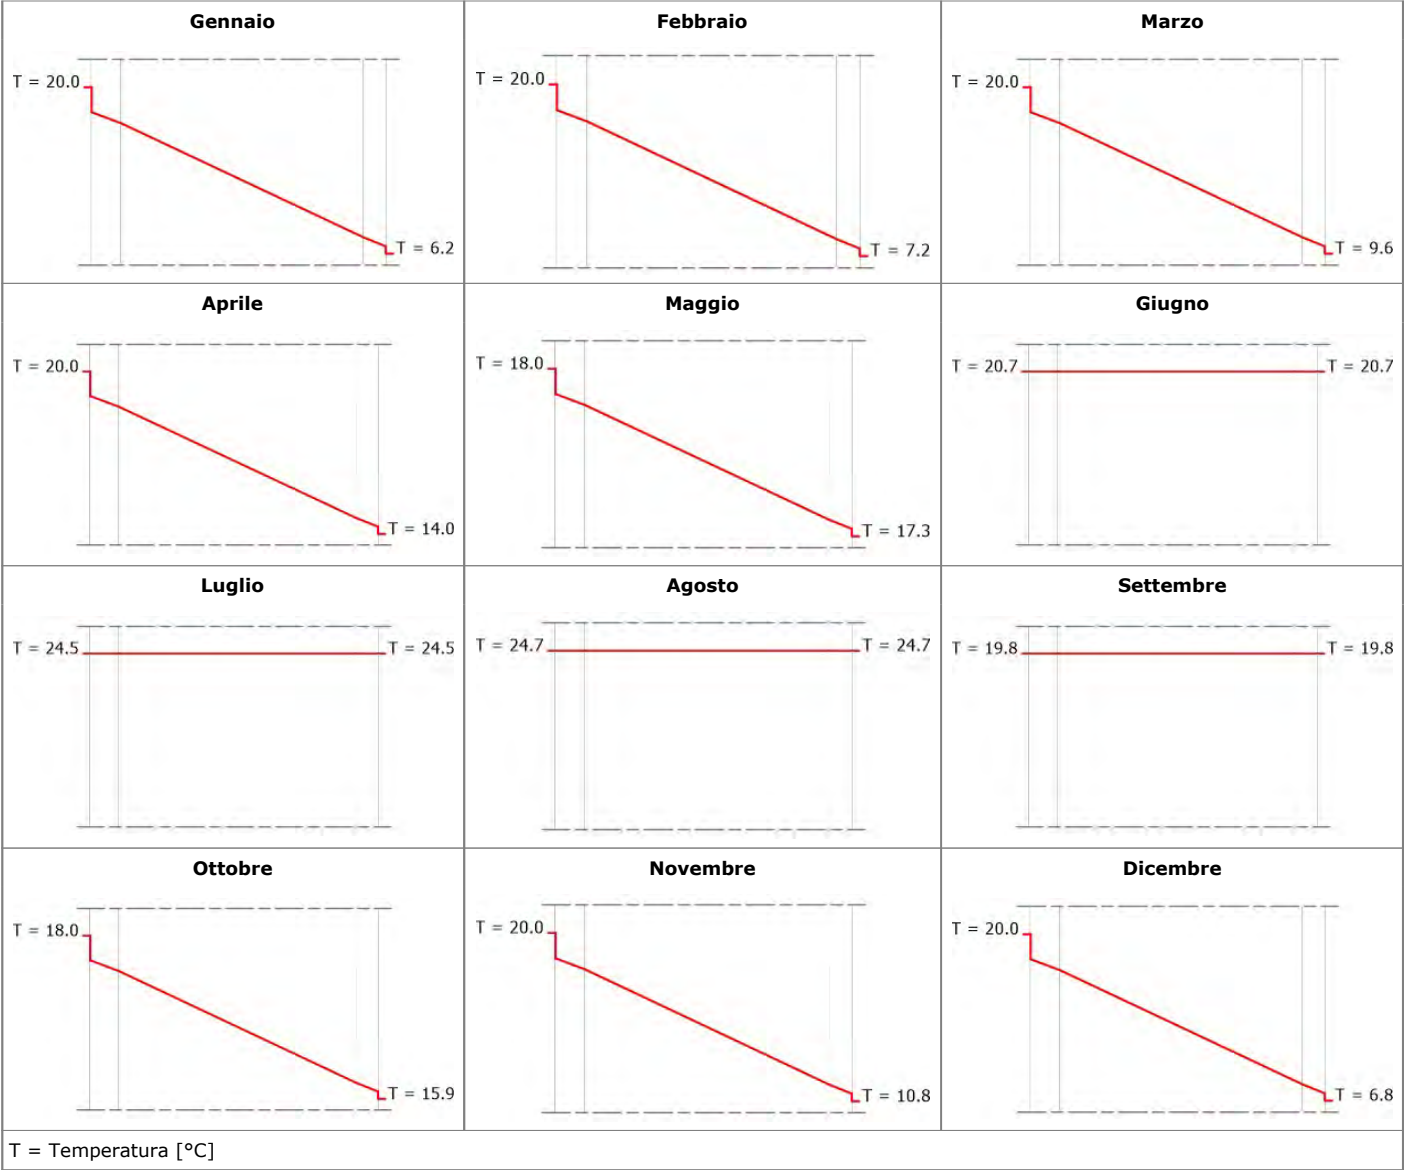 Gennaio
T = 20.0
T = 6.2
Febbraio
T = 20.0
T = 7.2
Marzo
T = 20.0
T = 9.6
Aprile
T = 20.0
T = 14.0
Maggio
T = 18.0
T = 17.3
Giugno
T = 20.7
T = 20.7
Luglio
T = 24.5
T = 24.5
Agosto
T = 24.7
T = 24.7
Settembre
T = 19.8
T = 19.8
Ottobre
T = 18.0
T = 15.9
Novembre
T = 20.0
T = 10.8
Dicembre
T = 20.0
T = 6.8
T = Temperatura [°C]